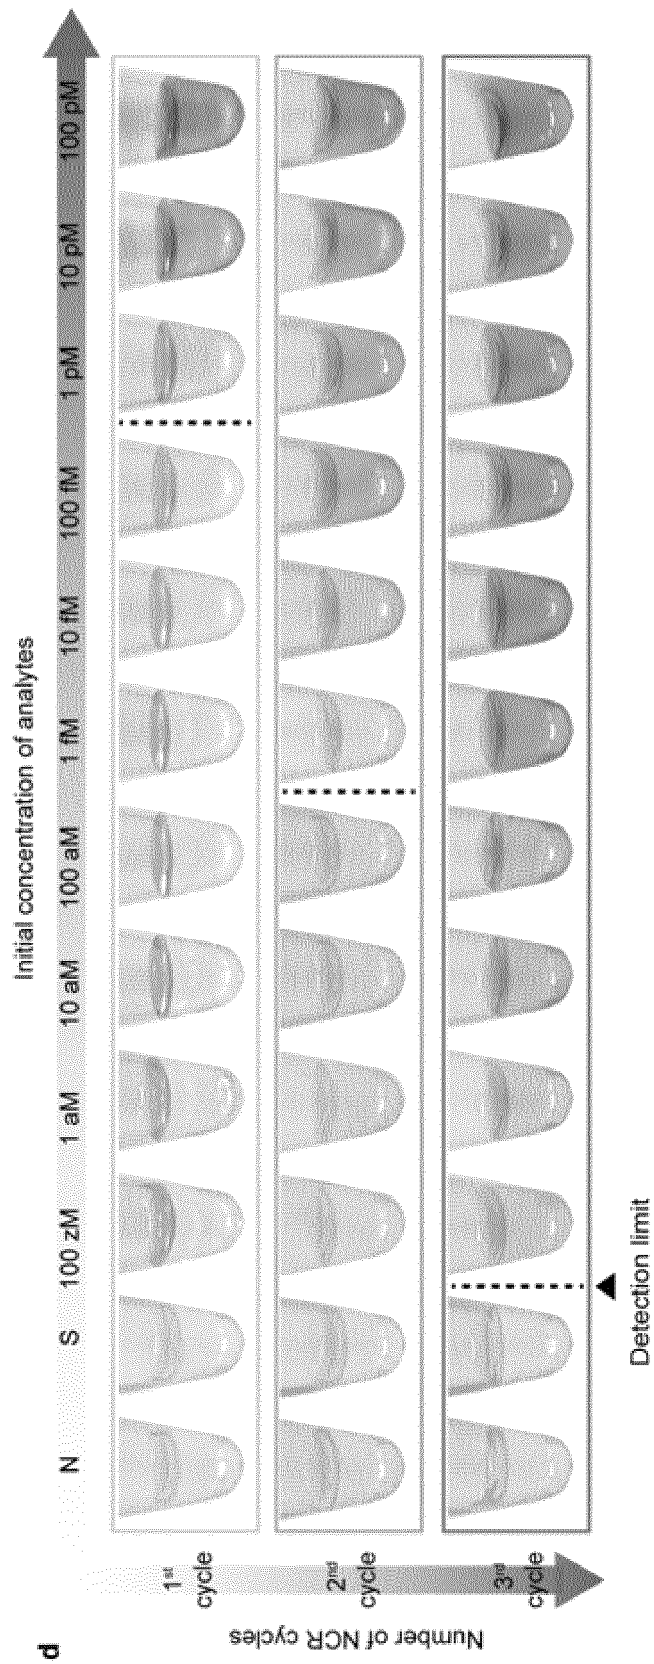 d
Initial concentration of analytes
N S 100 zM 1 aM 10 aM 100 aM 1 fM 10 fM 100 fM 1 pM 10 pM 100 pM
Number of NCR cycles
1st
cycle
2nd
cycle
3rd
cycle
Detection limit